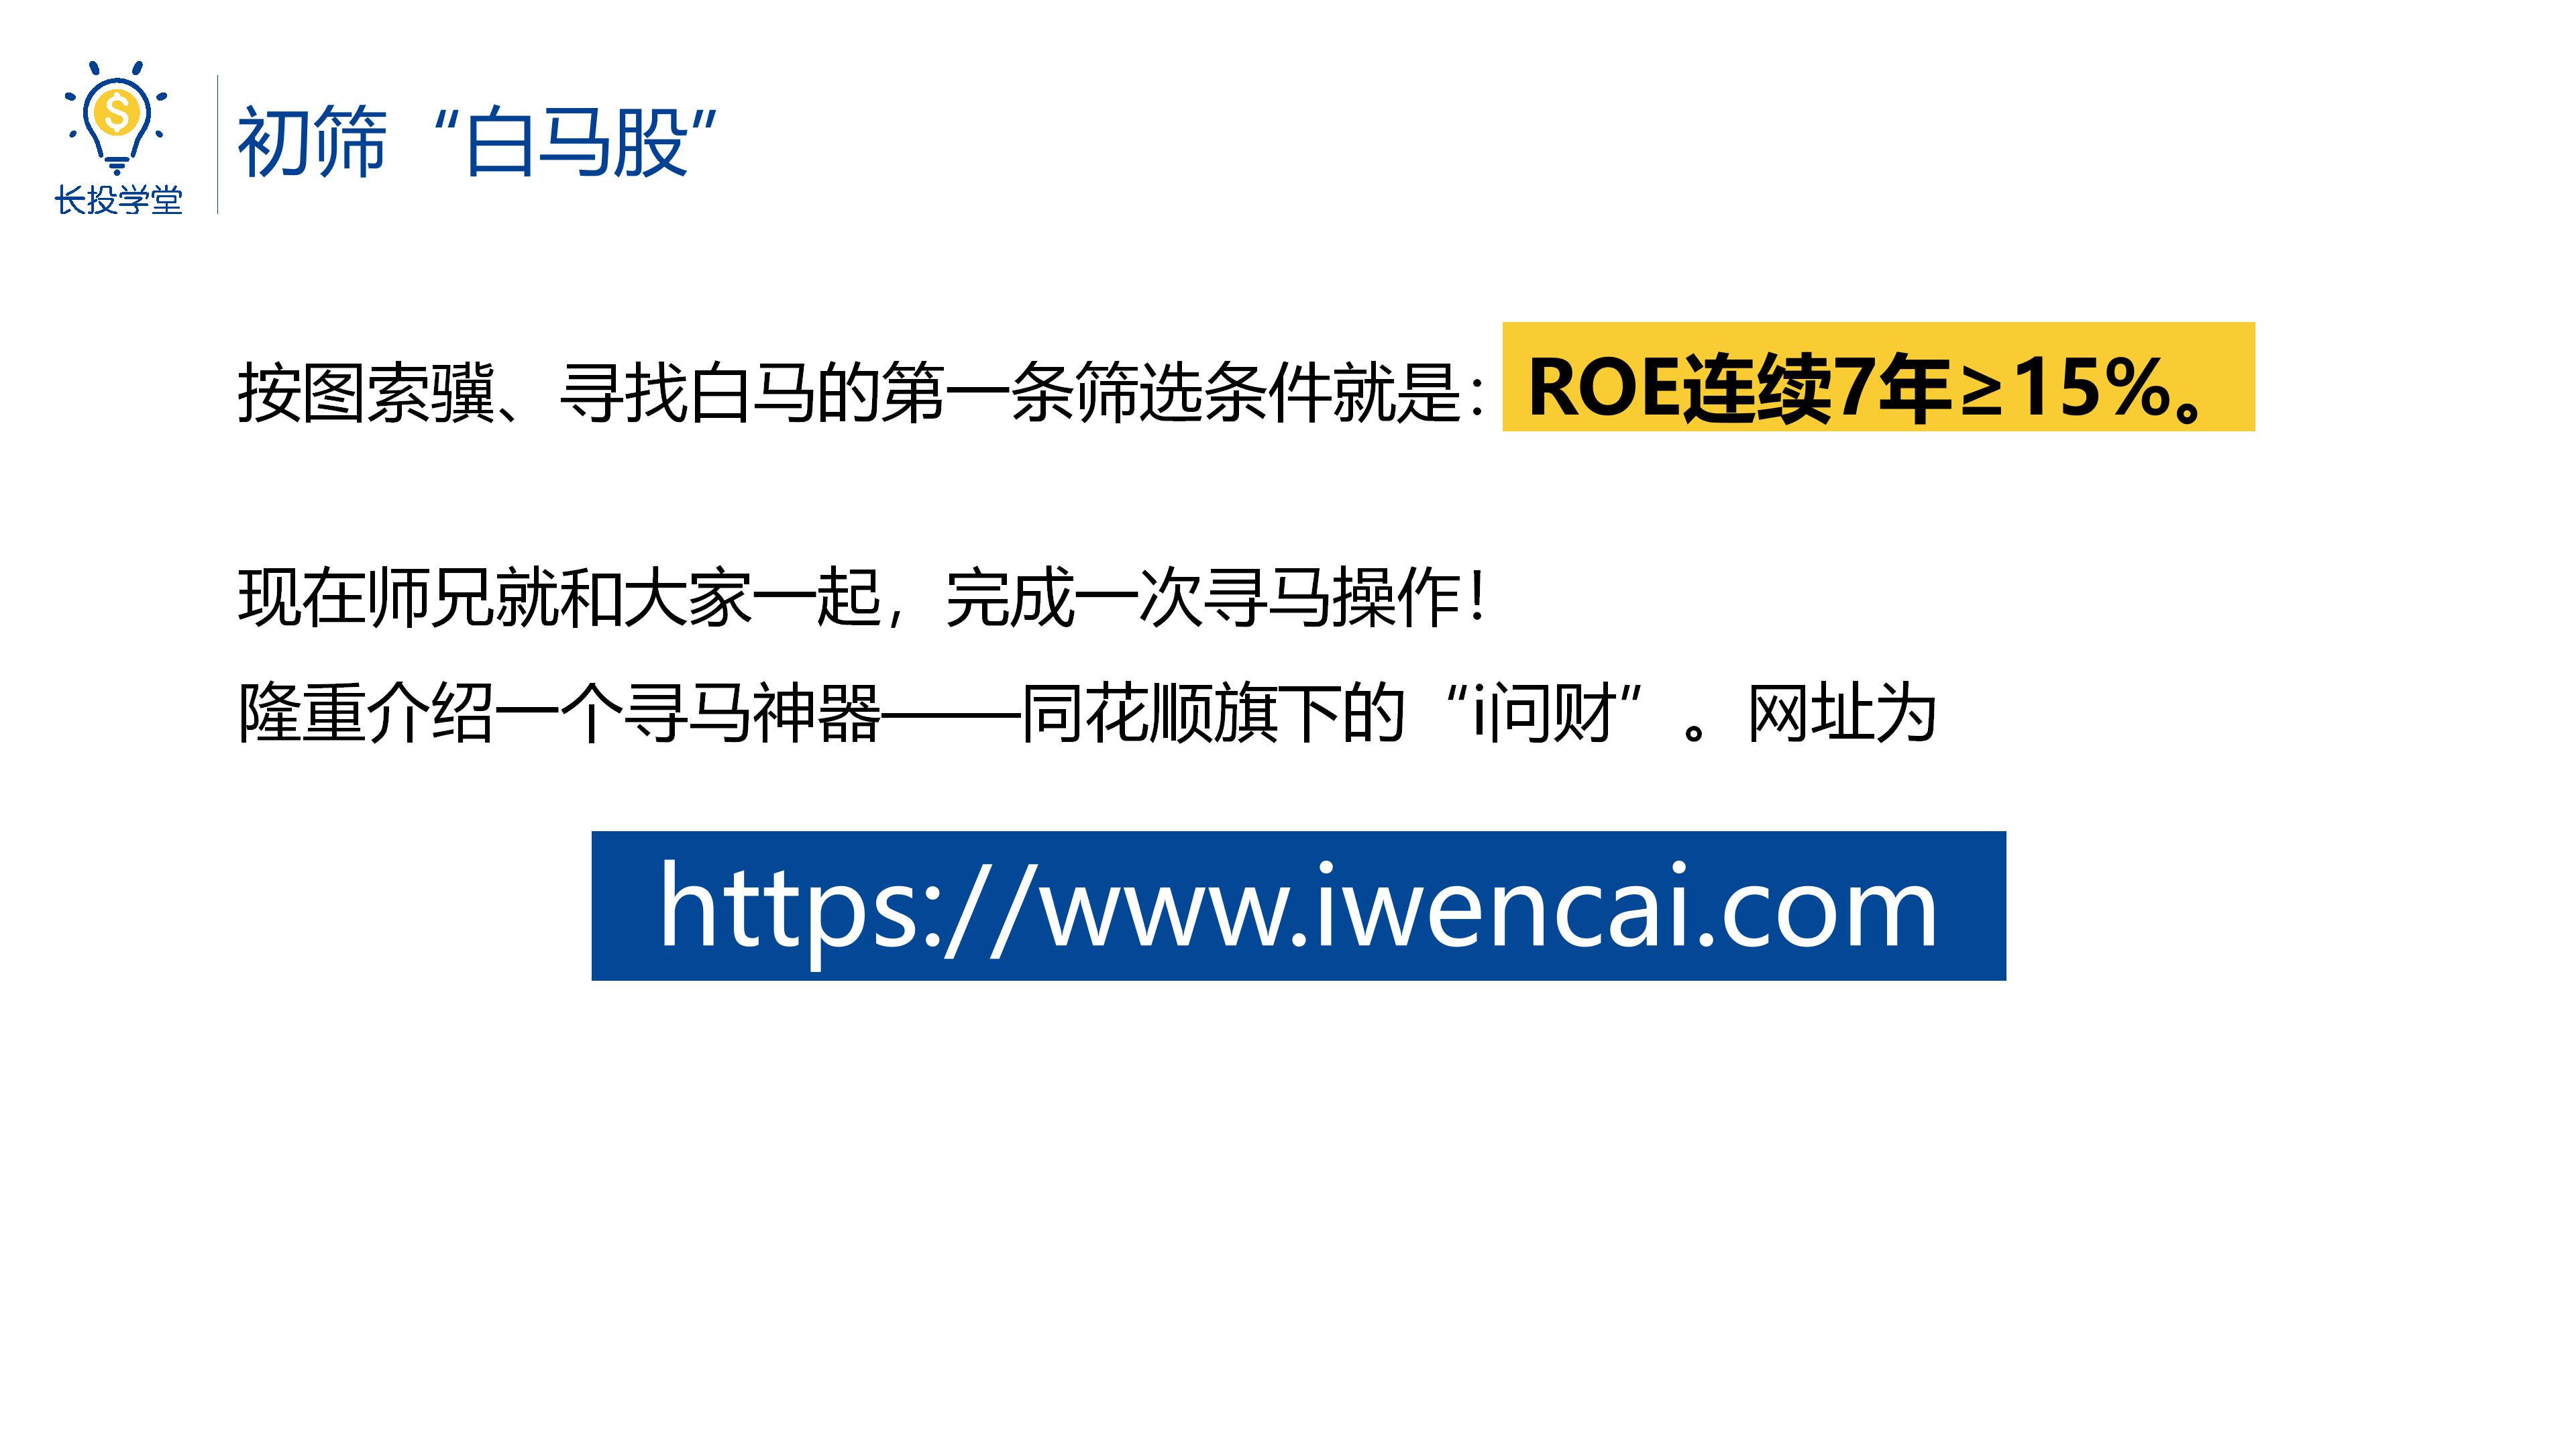 长投学堂
初筛“白马股”
按图索骥、寻找白马的第一条筛选条件就是：ROE连续7年≥15%。
现在师兄就和大家一起，完成一次寻马操作！
隆重介绍一个寻马神器——同花顺旗下的“i问财”。网址为
https://www.iwencai.com